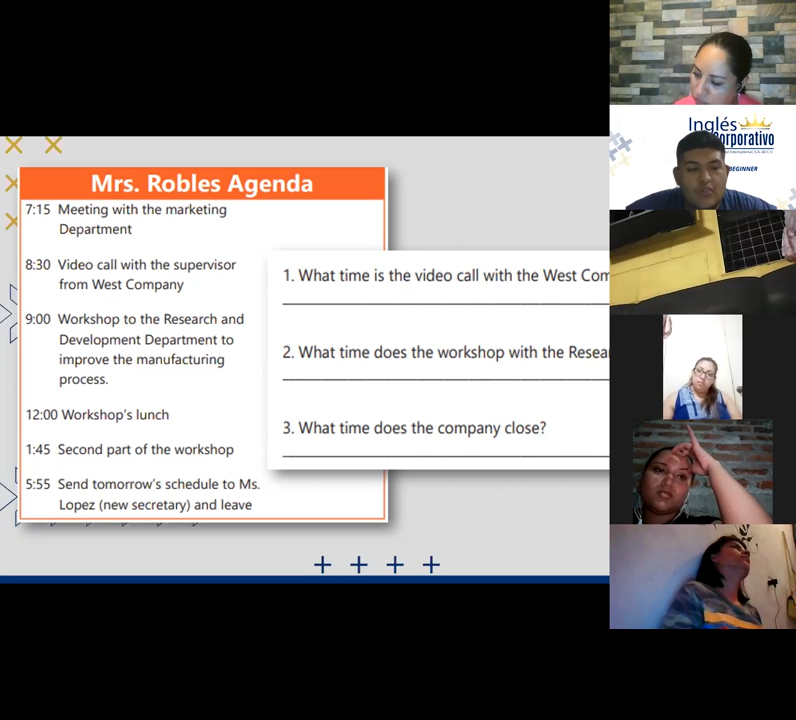 Mrs. Robles Agenda
7:15 Meeting with the marketing
Department
8:30 Video call with the supervisor
from West Company
9:00 Workshop to the Research and
Development Department to
improve the manufacturing
process.
12:00 Workshop's lunch
1:45 Second part of the workshop
5:55 Send tomorrow's schedule to Ms.
Lopez (new secretary) and leave
1. What time is the video call with the West Com
2. What time does the workshop with the Resear
3. What time does the company close?
Inglés
orporativo
BEGINNER